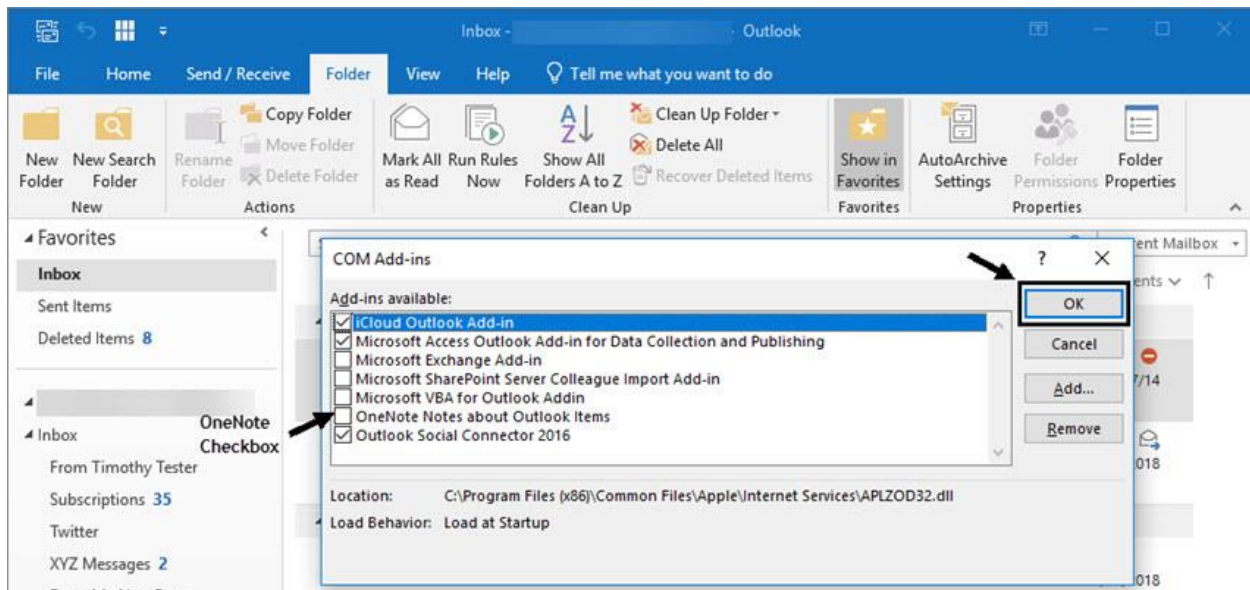 Inbox - - Outlook
File Home Send / Receive Folder View Help Tell me what you want to do
New Folder
New Search Folder
Rename Folder
Copy Folder
Move Folder
Delete Folder
Mark All as Read
Run Rules Now
Show All Folders A to Z
Clean Up Folder
Delete All
Recover Deleted Items
Show in Favorites
AutoArchive Settings
Folder Permissions
Folder Properties
New Actions Clean Up Favorites Properties
Favorites
Inbox
Sent Items
Deleted Items 8
Inbox
From Timothy Tester
Subscriptions 35
Twitter
XYZ Messages 2
OneNote
Checkbox
COM Add-ins ? X
Add-ins available:
iCloud Outlook Add-in
Microsoft Access Outlook Add-in for Data Collection and Publishing
Microsoft Exchange Add-in
Microsoft SharePoint Server Colleague Import Add-in
Microsoft VBA for Outlook Addin
OneNote Notes about Outlook Items
Outlook Social Connector 2016
OK
Cancel
Add...
Remove
Location: C:\Program Files (x86)\Common Files\Apple\Internet Services\APLZOD32.dll
Load Behavior: Load at Startup
Mailbox
7/14
018
018